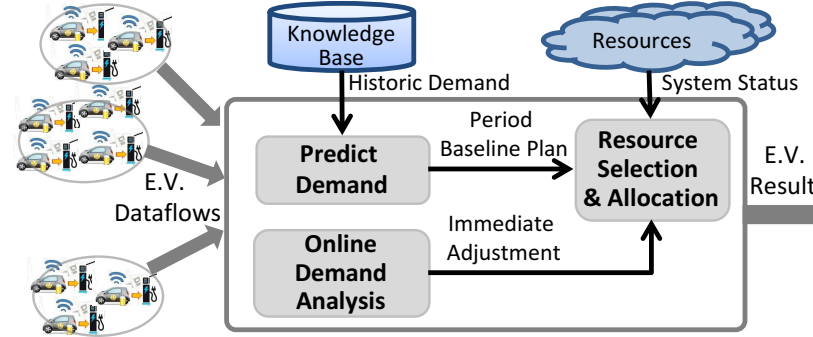 Knowledge
Base
Resources
Historic Demand
System Status
Predict
Demand
Period
Baseline Plan
Resource
Selection
& Allocation
E.V.
Result
E.V.
Dataflows
Online
Demand
Analysis
Immediate
Adjustment